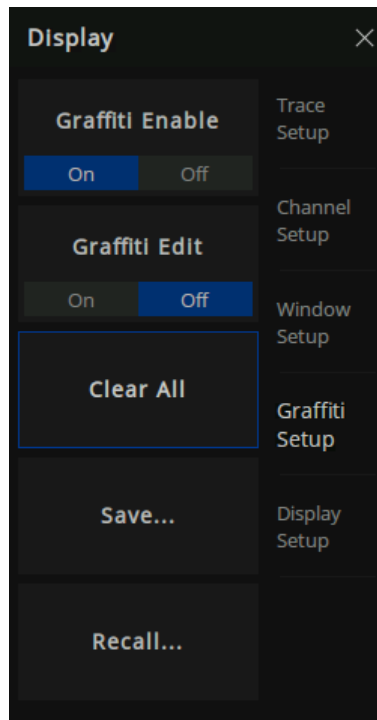 Display
Graffiti Enable
On Off
Graffiti Edit
On Off
Clear All
Save...
Recall...
Trace
Setup
Channel
Setup
Window
Setup
Graffiti
Setup
Display
Setup